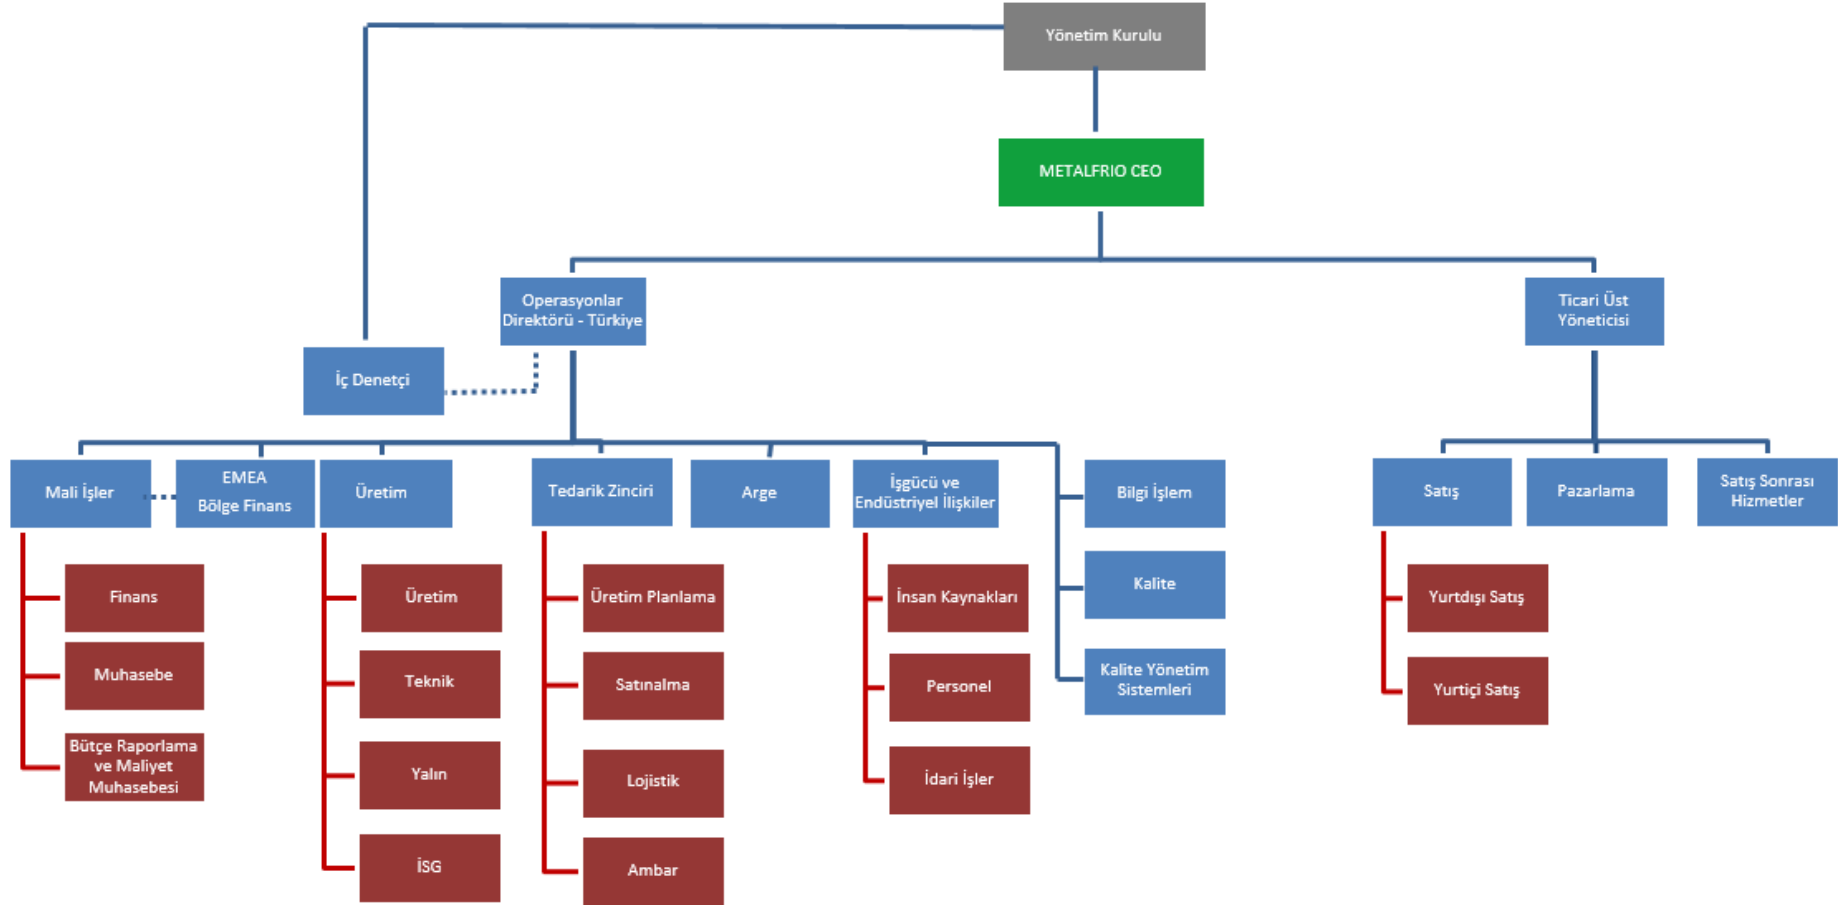 Yönetim Kurulu
METALFRIO CEO
Operasyonlar
Direktörü - Türkiye
Ticari Üst
Yöneticisi
İç Denetçi
Mali İşler
EMEA
Bölge Finans
Üretim
Tedarik Zinciri
Arge
İşgücü ve
Endüstriyel İlişkiler
Bilgi İşlem
Satış
Pazarlama
Satış Sonrası
Hizmetler
Finans
Üretim
Üretim Planlama
İnsan Kaynakları
Kalite
Yurtdışı Satış
Muhasebe
Teknik
Satınalma
Personel
Kalite Yönetim
Sistemleri
Yurtiçi Satış
Bütçe Raporlama
ve Maliyet
Muhasebesi
Yalın
Lojistik
İdari İşler
İSG
Ambar